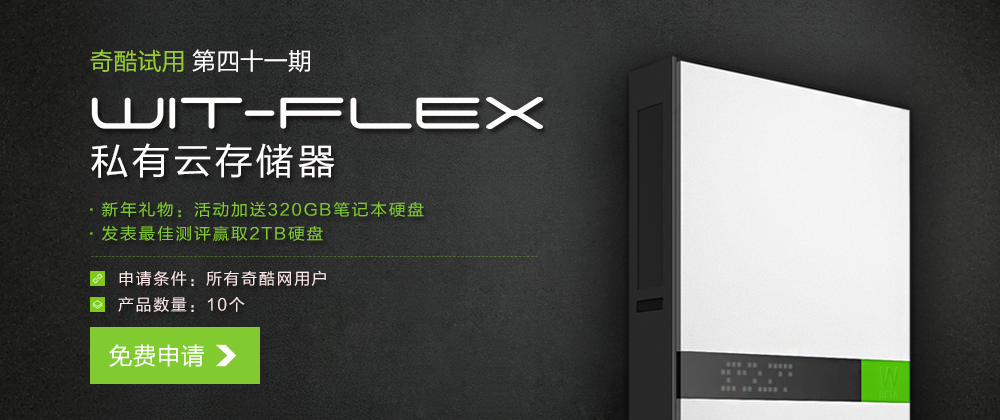 奇酷试用 第四十一期
WIT-FLEX
私有云存储器
· 新年礼物：活动加送320GB笔记本硬盘
· 发表最佳测评赢取2TB硬盘
申请条件：所有奇酷网用户
产品数量：10个
免费申请
W